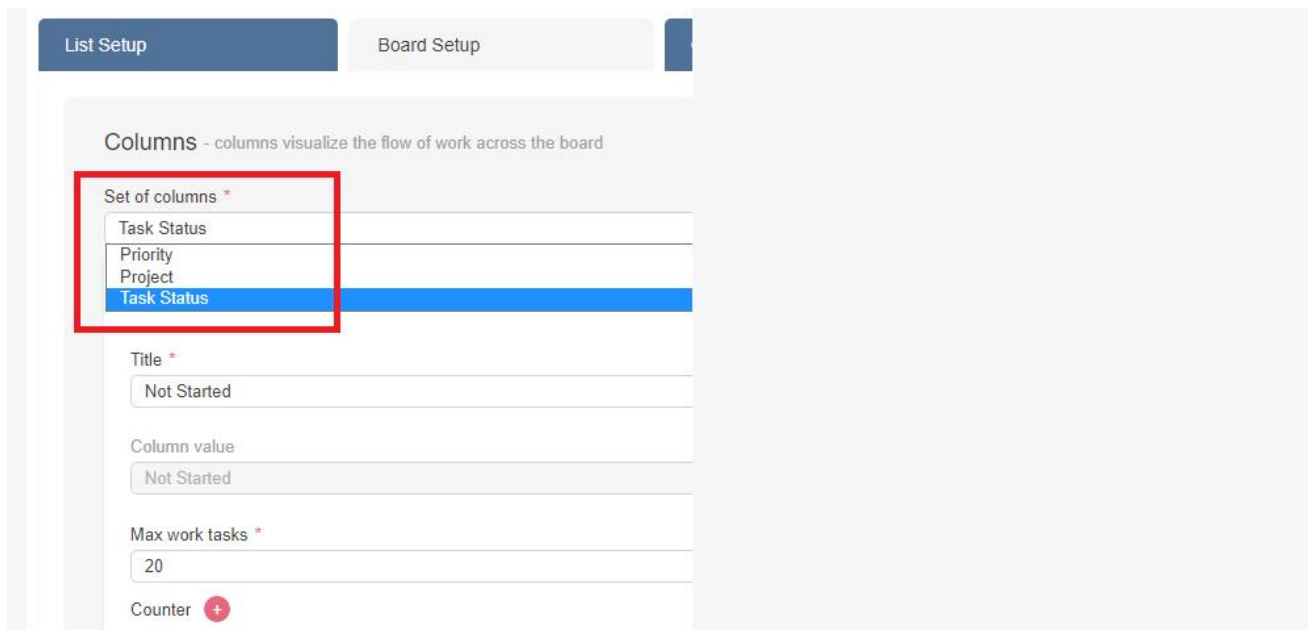 List Setup
Board Setup
Columns - columns visualize the flow of work across the board
Set of columns *
Task Status
Priority
Project
Task Status
Title *
Not Started
Column value
Not Started
Max work tasks *
20
Counter +